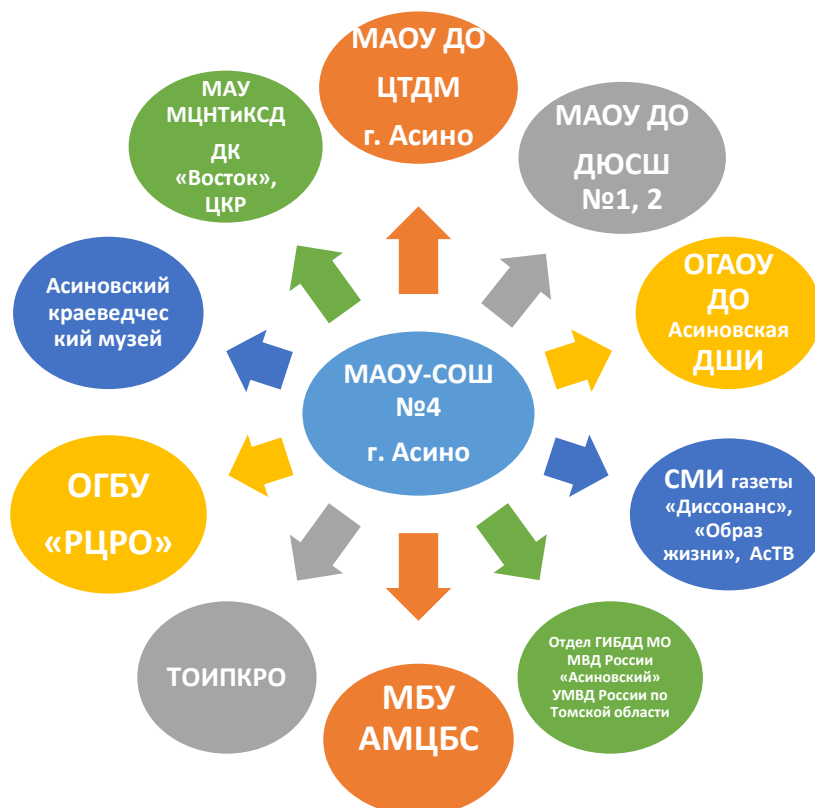 МАОУ ДО
ЦТДМ
г. Асино
МАОУ ДО
ДЮСШ
№1, 2
ОГАОУ
ДО
Асиновская
ДШИ
СМИ газеты
«Диссонанс»,
«Образ
жизни», АсТВ
Отдел ГИБДД МО
МВД России
«Асиновский»
УМВД России по
Томской области
МБУ
АМЦБС
ТОИПКРО
ОГБУ
«РЦРО»
Асиновский
краеведчес
кий музей
МАУ
МЦНТиКСД
ДК
«Восток»,
ЦКР
МАОУ-СОШ
№4
г. Асино